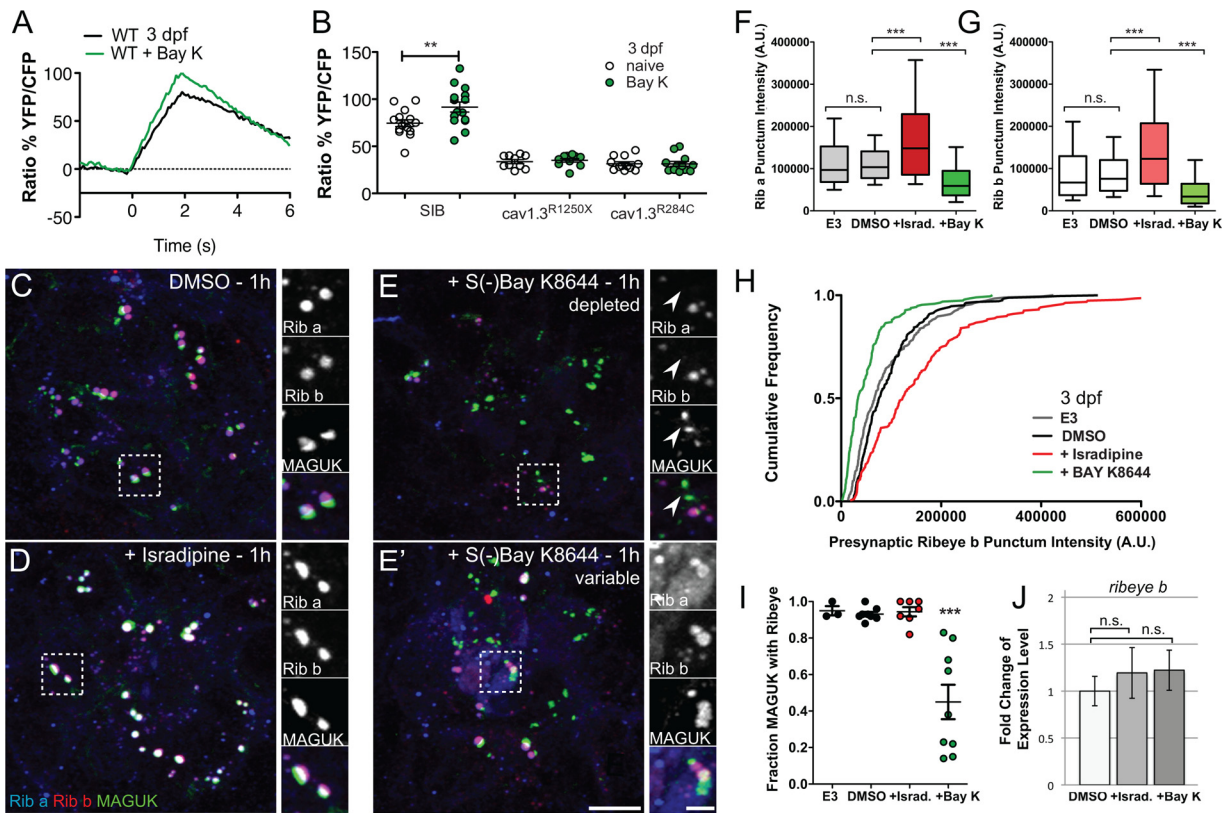 A
WT 3 dpf
WT + Bay K
Ratio % YFP/CFP
100
50
0
-50
0 2 4 6
Time (s)
B
**
3 dpf
naive
Bay K
Ratio % YFP/CFP
150
100
50
0
SIB cav1.3R1250X cav1.3R284C
F
***
***
n.s.
Rib a Punctum Intensity (A.U.)
400000
300000
200000
100000
0
E3 DMSO +Israd. +Bay K
G
***
***
n.s.
Rib b Punctum Intensity (A.U.)
400000
300000
200000
100000
0
E3 DMSO +Israd. +Bay K
C
DMSO - 1h
Rib a
Rib b
MAGUK
D
+ Isradipine - 1h
Rib a
Rib b
MAGUK
Rib a Rib b MAGUK
E
+ S(-)Bay K8644 - 1h
depleted
Rib a
Rib b
MAGUK
E'
+ S(-)Bay K8644 - 1h
variable
Rib a
Rib b
MAGUK
H
Cumulative Frequency
1.0
0.5
0.0
3 dpf
E3
DMSO
+ Isradipine
+ BAY K8644
0 200000 400000 600000
Presynaptic Ribeye b Punctum Intensity (A.U.)
I
Fraction MAGUK with Ribeye
1.0
0.8
0.6
0.4
0.2
0.0
***
E3 DMSO +Israd. +Bay K
J
ribeye b
n.s.
n.s.
Fold Change of
Expression Level
2
1.5
1
0.5
0
DMSO +Israd. +Bay K